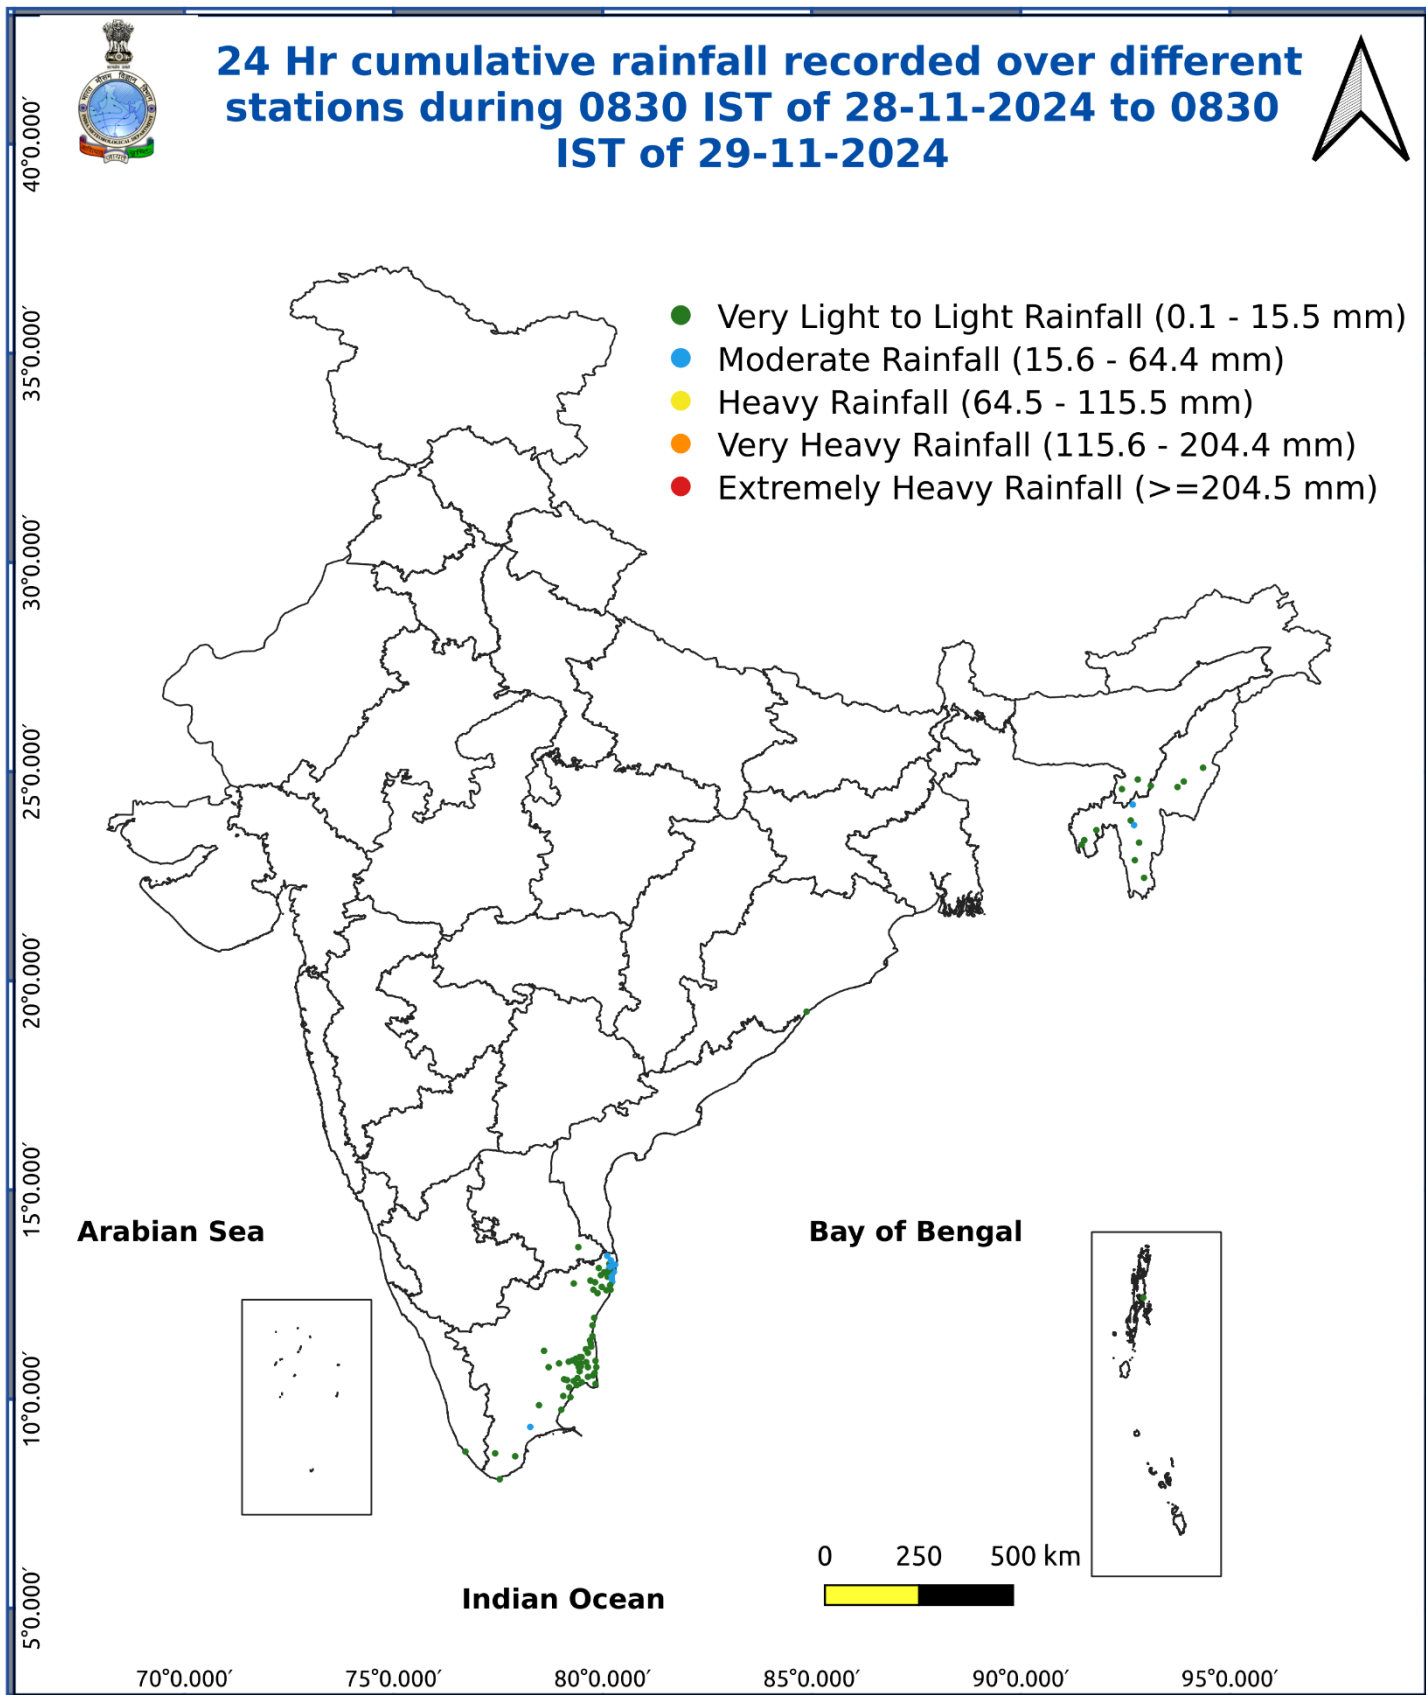 24 Hr cumulative rainfall recorded over different
stations during 0830 IST of 28-11-2024 to 0830
IST of 29-11-2024
Very Light to Light Rainfall (0.1 - 15.5 mm)
Moderate Rainfall (15.6 - 64.4 mm)
Heavy Rainfall (64.5 - 115.5 mm)
Very Heavy Rainfall (115.6 - 204.4 mm)
Extremely Heavy Rainfall (>=204.5 mm)
40°0.000′
35°0.000′
30°0.000′
25°0.000′
20°0.000′
15°0.000′
10°0.000′
5°0.000′
Arabian Sea
Bay of Bengal
Indian Ocean
0 250 500 km
70°0.000′ 75°0.000′ 80°0.000′ 85°0.000′ 90°0.000′ 95°0.000′